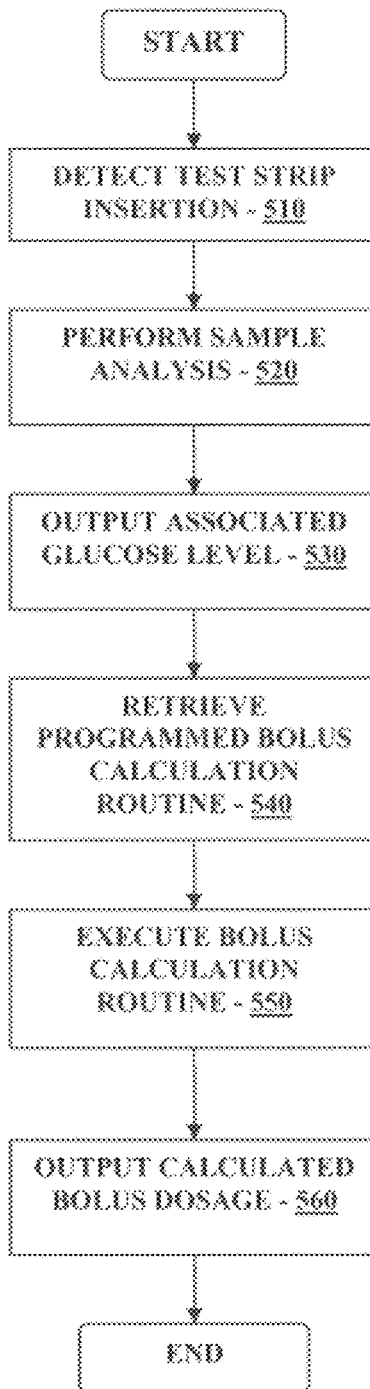 START
DETECT TEST STRIP
INSERTION - 510
PERFORM SAMPLE
ANALYSIS - 520
OUTPUT ASSOCIATED
GLUCOSE LEVEL - 530
RETRIEVE
PROGRAMMED BOLUS
CALCULATION
ROUTINE - 540
EXECUTE BOLUS
CALCULATION
ROUTINE - 550
OUTPUT CALCULATED
BOLUS DOSAGE - 560
END